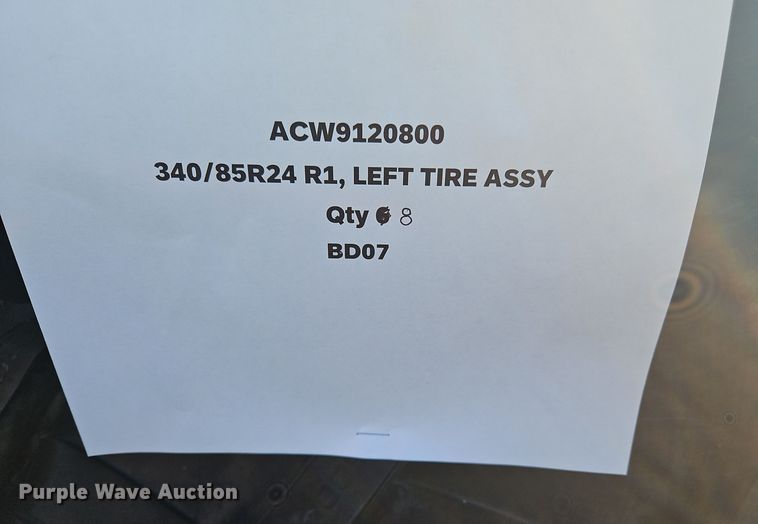 ACW9120800
340/85R24 R1, LEFT TIRE ASSY
Qty 6 8
BD07
Purple Wave Auction